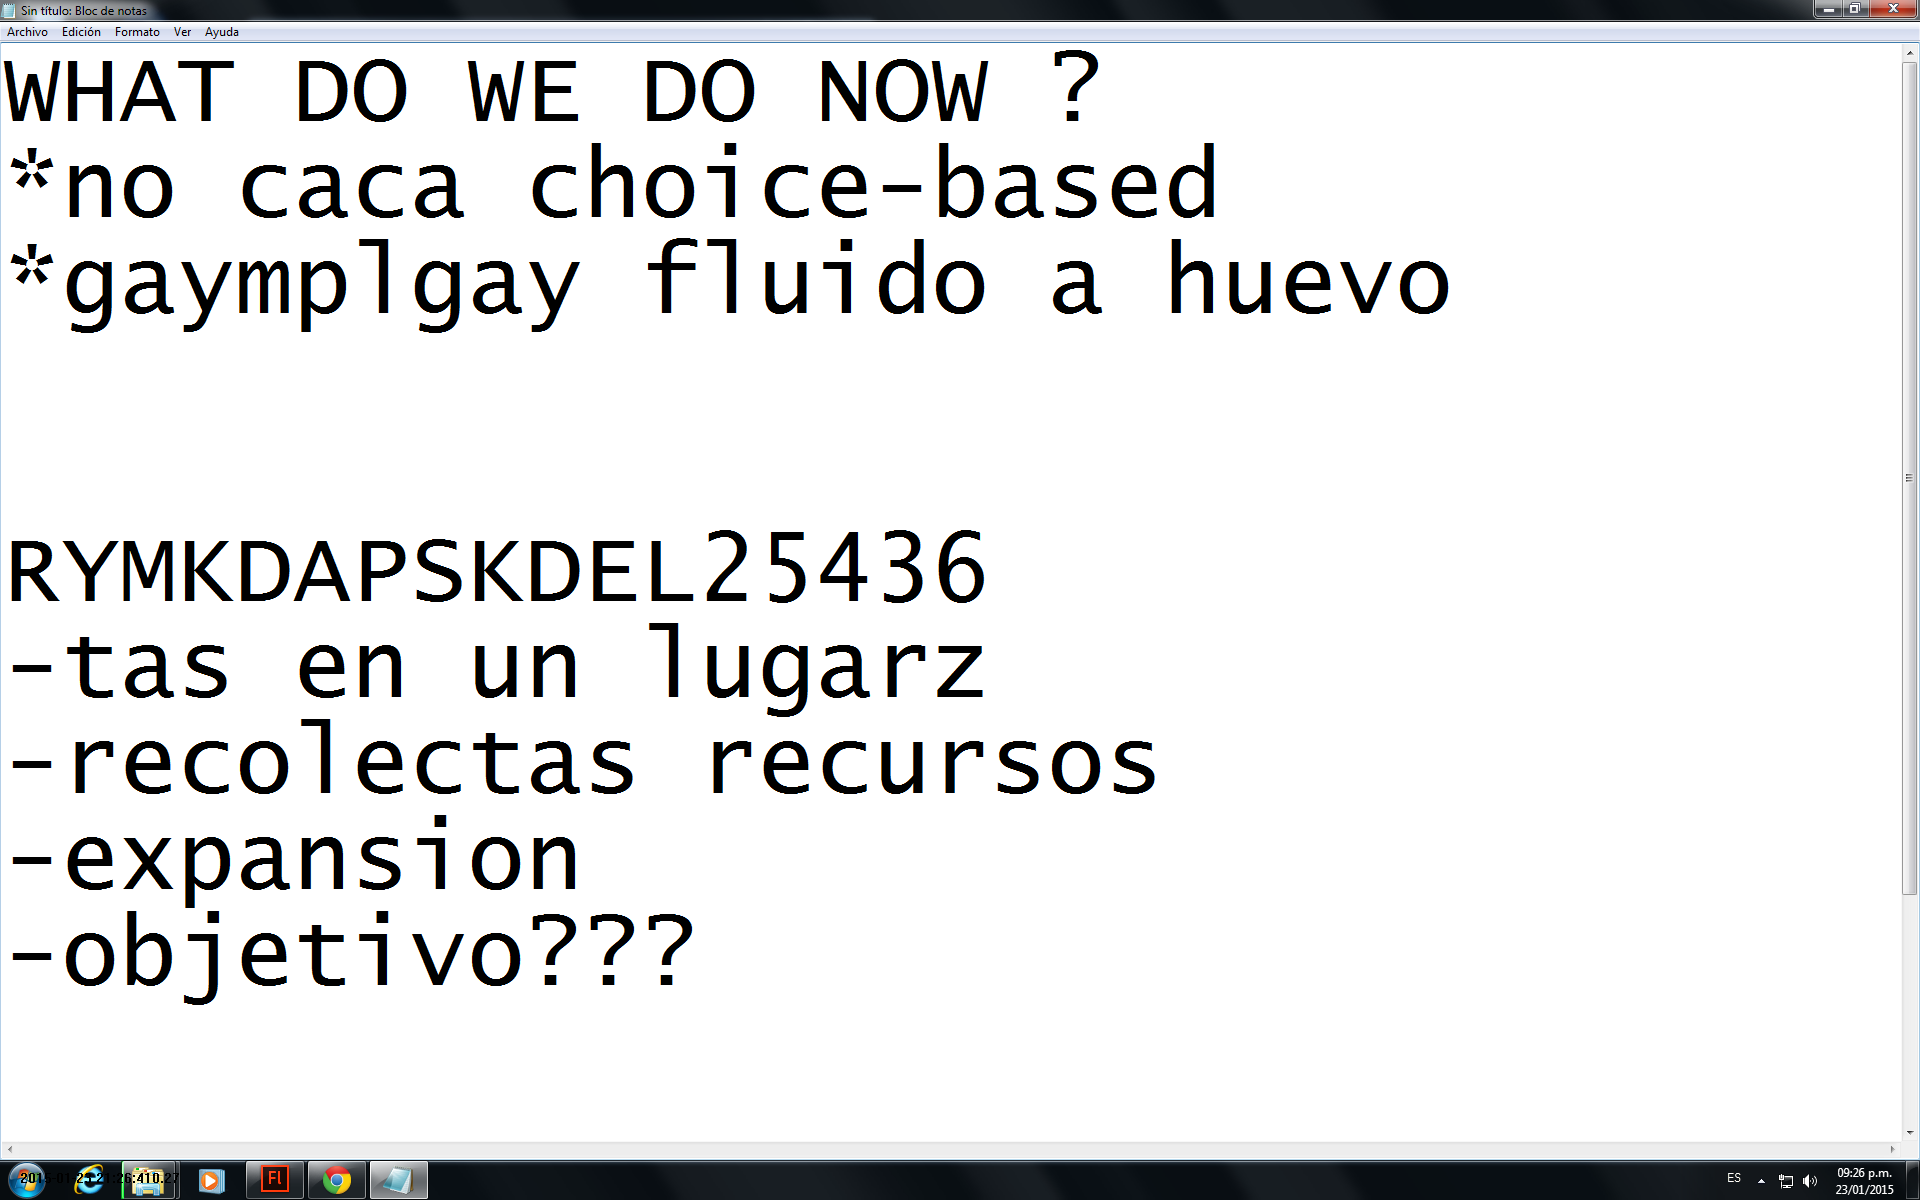 Sin título: Bloc de notas
Archivo Edición Formato Ver Ayuda
WHAT DO WE DO NOW ?
*no caca choice-based
*gaymplgay fluido a huevo
RYMKDAPSKDEL25436
-tas en un lugarz
-recolectas recursos
-expansion
-objetivo???
Fl
ES
09:26 p.m.
23/01/2015